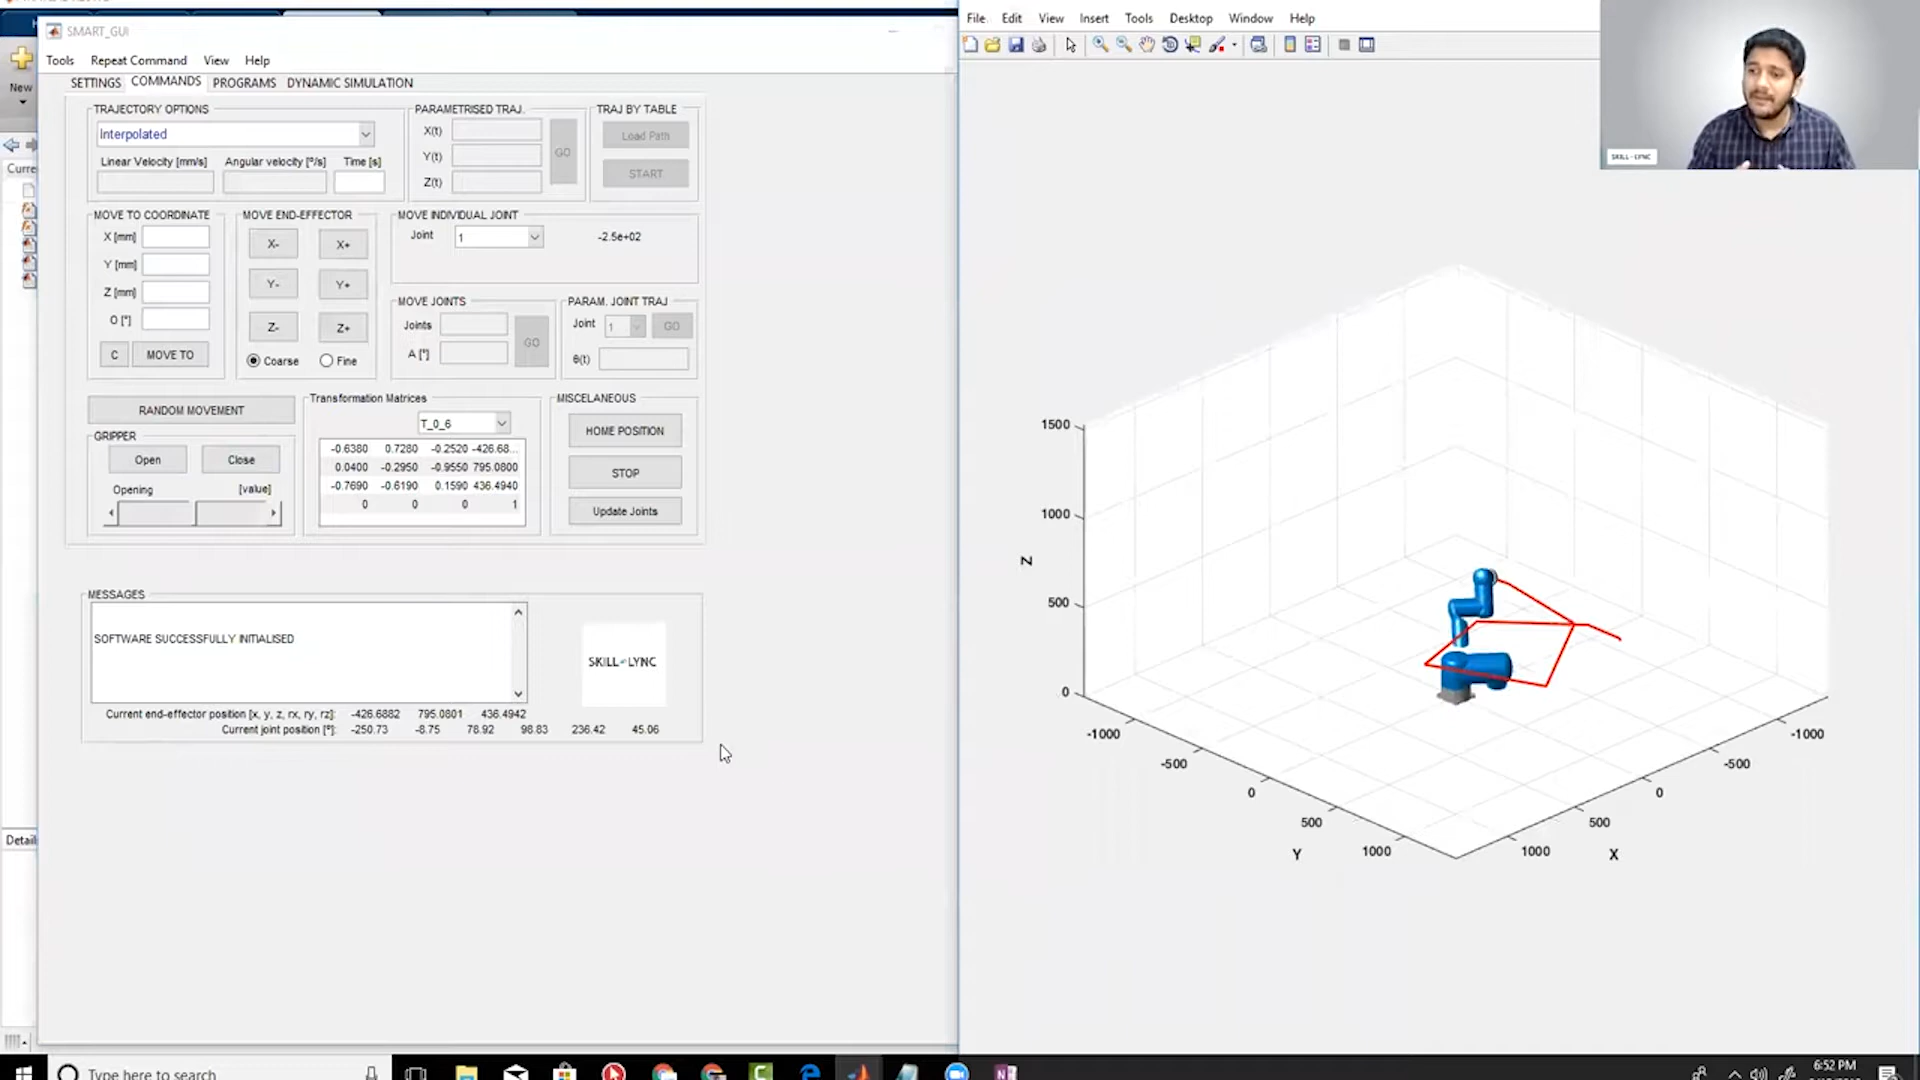 SMART_GUI
Tools Repeat Command View Help
SETTINGS COMMANDS PROGRAMS DYNAMIC SIMULATION
New
Curre
Detail
TRAJECTORY OPTIONS
Interpolated
Linear Velocity [mm/s] Angular velocity [º/s] Time [s]
PARAMETRISED TRAJ.
X(t)
Y(t)
Z(t)
GO
TRAJ BY TABLE
Load Path
START
MOVE TO COORDINATE
X [mm]
Y [mm]
Z [mm]
O [º]
C MOVE TO
MOVE END-EFFECTOR
X- X+
Y- Y+
Z- Z+
Coarse Fine
MOVE INDIVIDUAL JOINT
Joint 1 -2.5e+02
MOVE JOINTS
Joints
A [º]
GO
PARAM. JOINT TRAJ
Joint 1 GO
θ(t)
RANDOM MOVEMENT
GRIPPER
Open Close
Opening [value]
Transformation Matrices
T_0_6
-0.6380 0.7280 -0.2520 -426.68...
0.0400 -0.2950 -0.9550 795.0800
-0.7690 -0.6190 0.1590 436.4940
0 0 0 1
MISCELANEOUS
HOME POSITION
STOP
Update Joints
MESSAGES
SOFTWARE SUCCESSFULLY INITIALISED
SKILL-LYNC
Current end-effector position [x, y, z, rx, ry, rz]: -426.6882 795.0801 436.4942
Current joint position [º]: -250.73 -8.75 78.92 98.83 236.42 45.06
File Edit View Insert Tools Desktop Window Help
SKILL-LYNC
1500
1000
500
0
Z
-1000
-500
0
500
1000
Y
-1000
-500
0
500
1000
X
Type here to search
6:52 PM